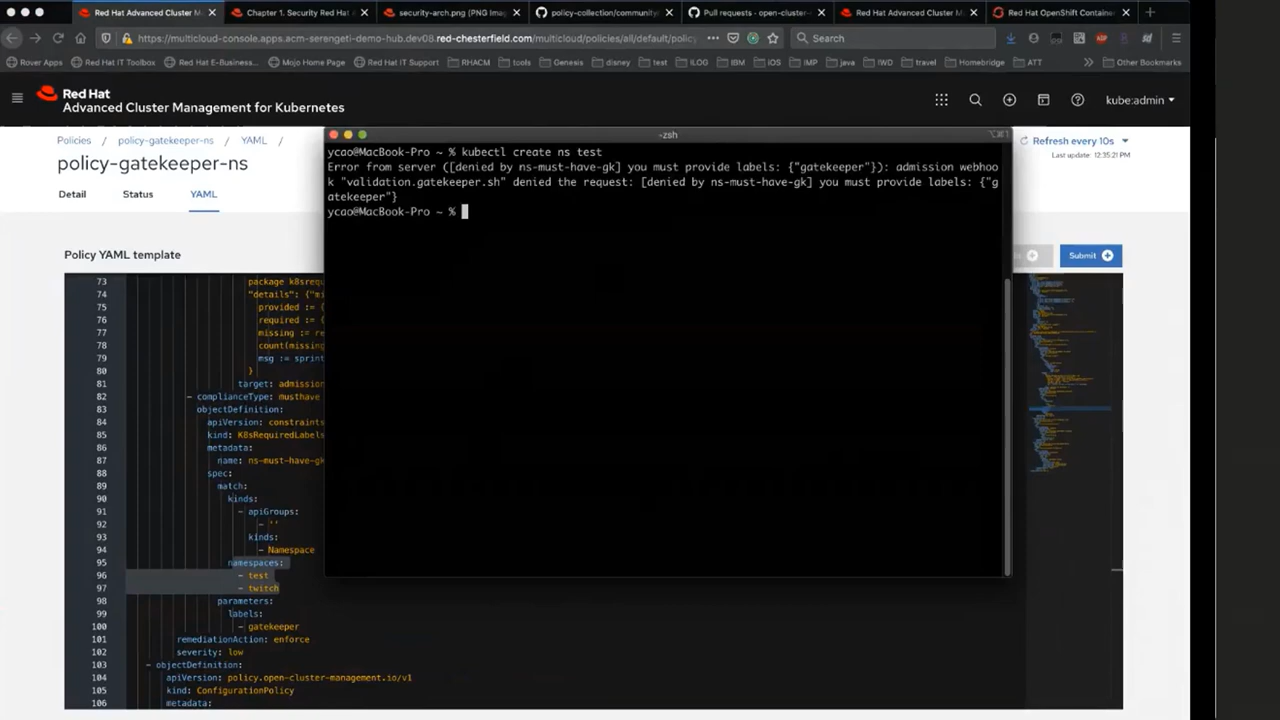 Red Hat Advanced Cluster M
Chapter 1. Security Red Hat
security-arch.png (PNG Imag
policy-collection/community
Pull requests · open-cluster-
Red Hat Advanced Cluster M
Red Hat OpenShift Contain
https://multicloud-console.apps.acm-serengeti-demo-hub.dev08.red-chesterfield.com/multicloud/policies/all/default/policy
Search
Rover Apps
Red Hat IT Toolbox
Red Hat E-Business...
Mojo Home Page
Red Hat IT Support
RHACM
tools
Genesis
disney
test
ILOG
IBM
iOS
IMP
java
IWD
travel
Homebridge
ATT
Other Bookmarks
Red Hat
Advanced Cluster Management for Kubernetes
kube:admin
Policies
policy-gatekeeper-ns
YAML
policy-gatekeeper-ns
Refresh every 10s
Last update: 12:35:21 PM
Detail
Status
YAML
Policy YAML template
Submit
-zsh
ycao@MacBook-Pro ~ % kubectl create ns test
Error from server ([denied by ns-must-have-gk] you must provide labels: {"gatekeeper"}): admission webhoo
k "validation.gatekeeper.sh" denied the request: [denied by ns-must-have-gk] you must provide labels: {"g
atekeeper"}
ycao@MacBook-Pro ~ %
73 package k8srequ
74 "details": {"mi
75 provided := {
76 required := {
77 missing := re
78 count(missing
79 msg := sprint
80 }
81 target: admission
82 - complianceType: musthave
83 objectDefinition:
84 apiVersion: constraints
85 kind: K8sRequiredLabels
86 metadata:
87 name: ns-must-have-gk
88 spec:
89 match:
90 kinds:
91 - apiGroups:
92 - ''
93 kinds:
94 - Namespace
95 namespaces:
96 - test
97 - twitch
98 parameters:
99 labels:
100 - gatekeeper
101 remediationAction: enforce
102 severity: low
103 - objectDefinition:
104 apiVersion: policy.open-cluster-management.io/v1
105 kind: ConfigurationPolicy
106 metadata: